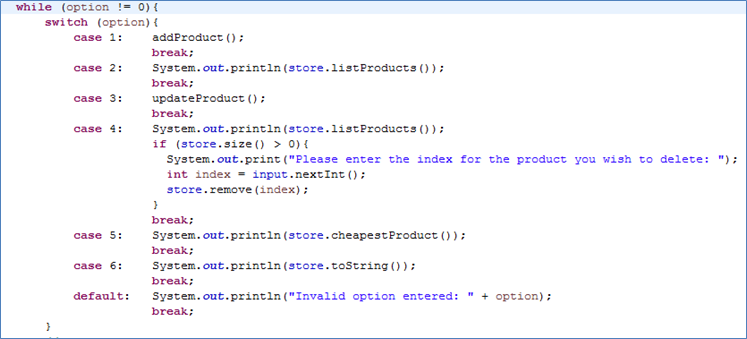 while (option != 0){
switch (option){
case 1: addProduct();
break;
case 2: System.out.println(store.listProducts());
break;
case 3: updateProduct();
break;
case 4: System.out.println(store.listProducts());
if (store.size() > 0){
System.out.print("Please enter the index for the product you wish to delete: ");
int index = input.nextInt();
store.remove(index);
}
break;
case 5: System.out.println(store.cheapestProduct());
break;
case 6: System.out.println(store.toString());
break;
default: System.out.println("Invalid option entered: " + option);
break;
}